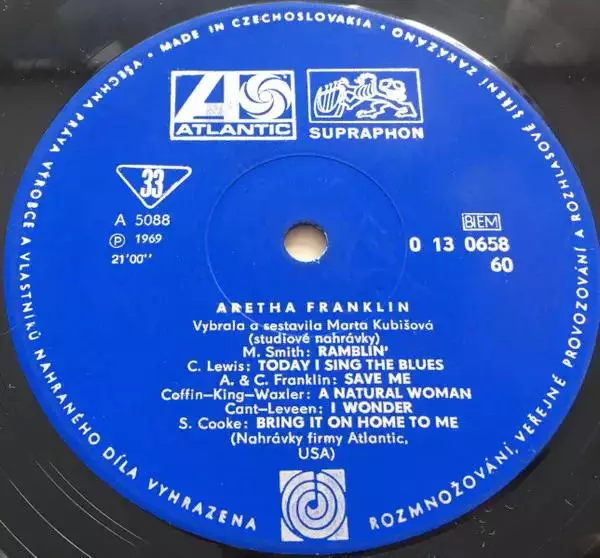 VŠECHNA PRÁVA VÝROBCE A VLASTNÍKŮ NAHRANÉHO DÍLA VYHRAZENA
ROZMNOŽOVÁNÍ, VEŘEJNÉ PROVOZOVÁNÍ A ROZHLASOVÉ ŠÍŘENÍ ZAKÁZÁNO • MADE IN CZECHOSLOVAKIA •
ATLANTIC
SUPRAPHON
33
A 5088
℗ 1969
21'00''
BIEM
0 13 0658
60
ARETHA FRANKLIN
Vybrala a sestavila Marta Kubišová
(studiové nahrávky)
M. Smith: RAMBLIN'
C. Lewis: TODAY I SING THE BLUES
A. & C. Franklin: SAVE ME
Coffin—King—Waxler: A NATURAL WOMAN
Cant—Leveen: I WONDER
S. Cooke: BRING IT ON HOME TO ME
(Nahrávky firmy Atlantic,
USA)